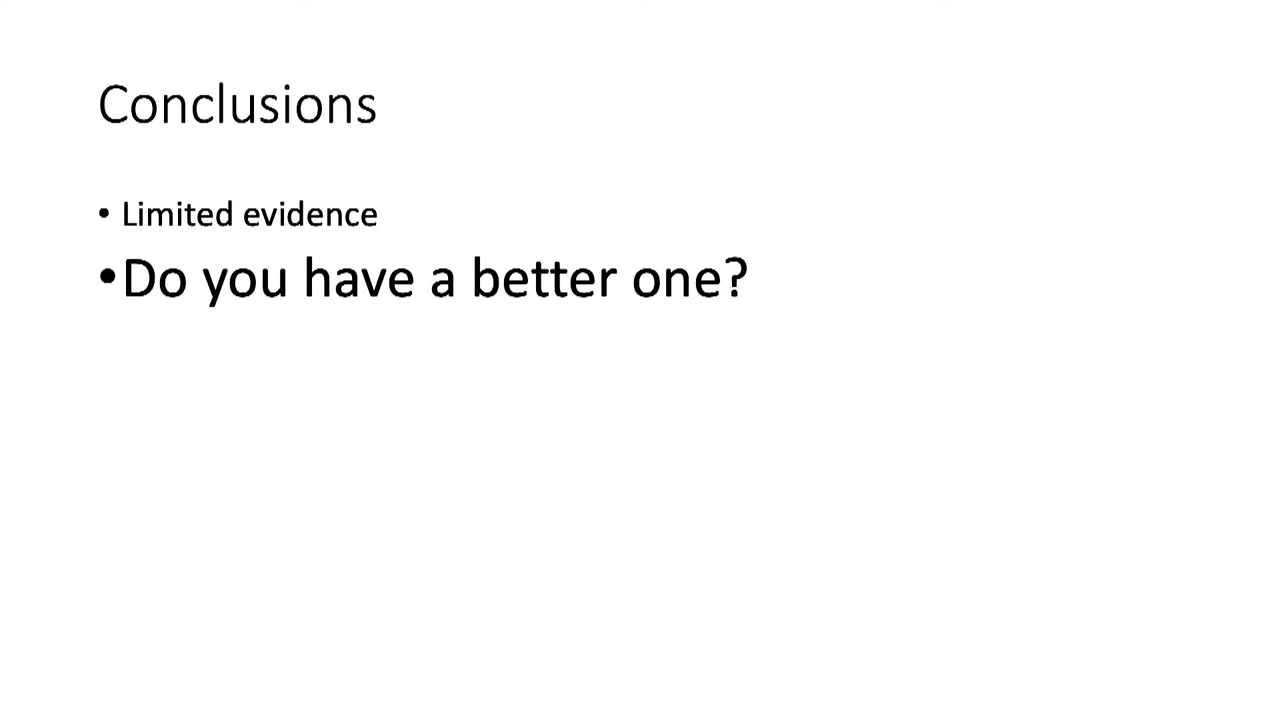 Conclusions
• Limited evidence
• Do you have a better one?